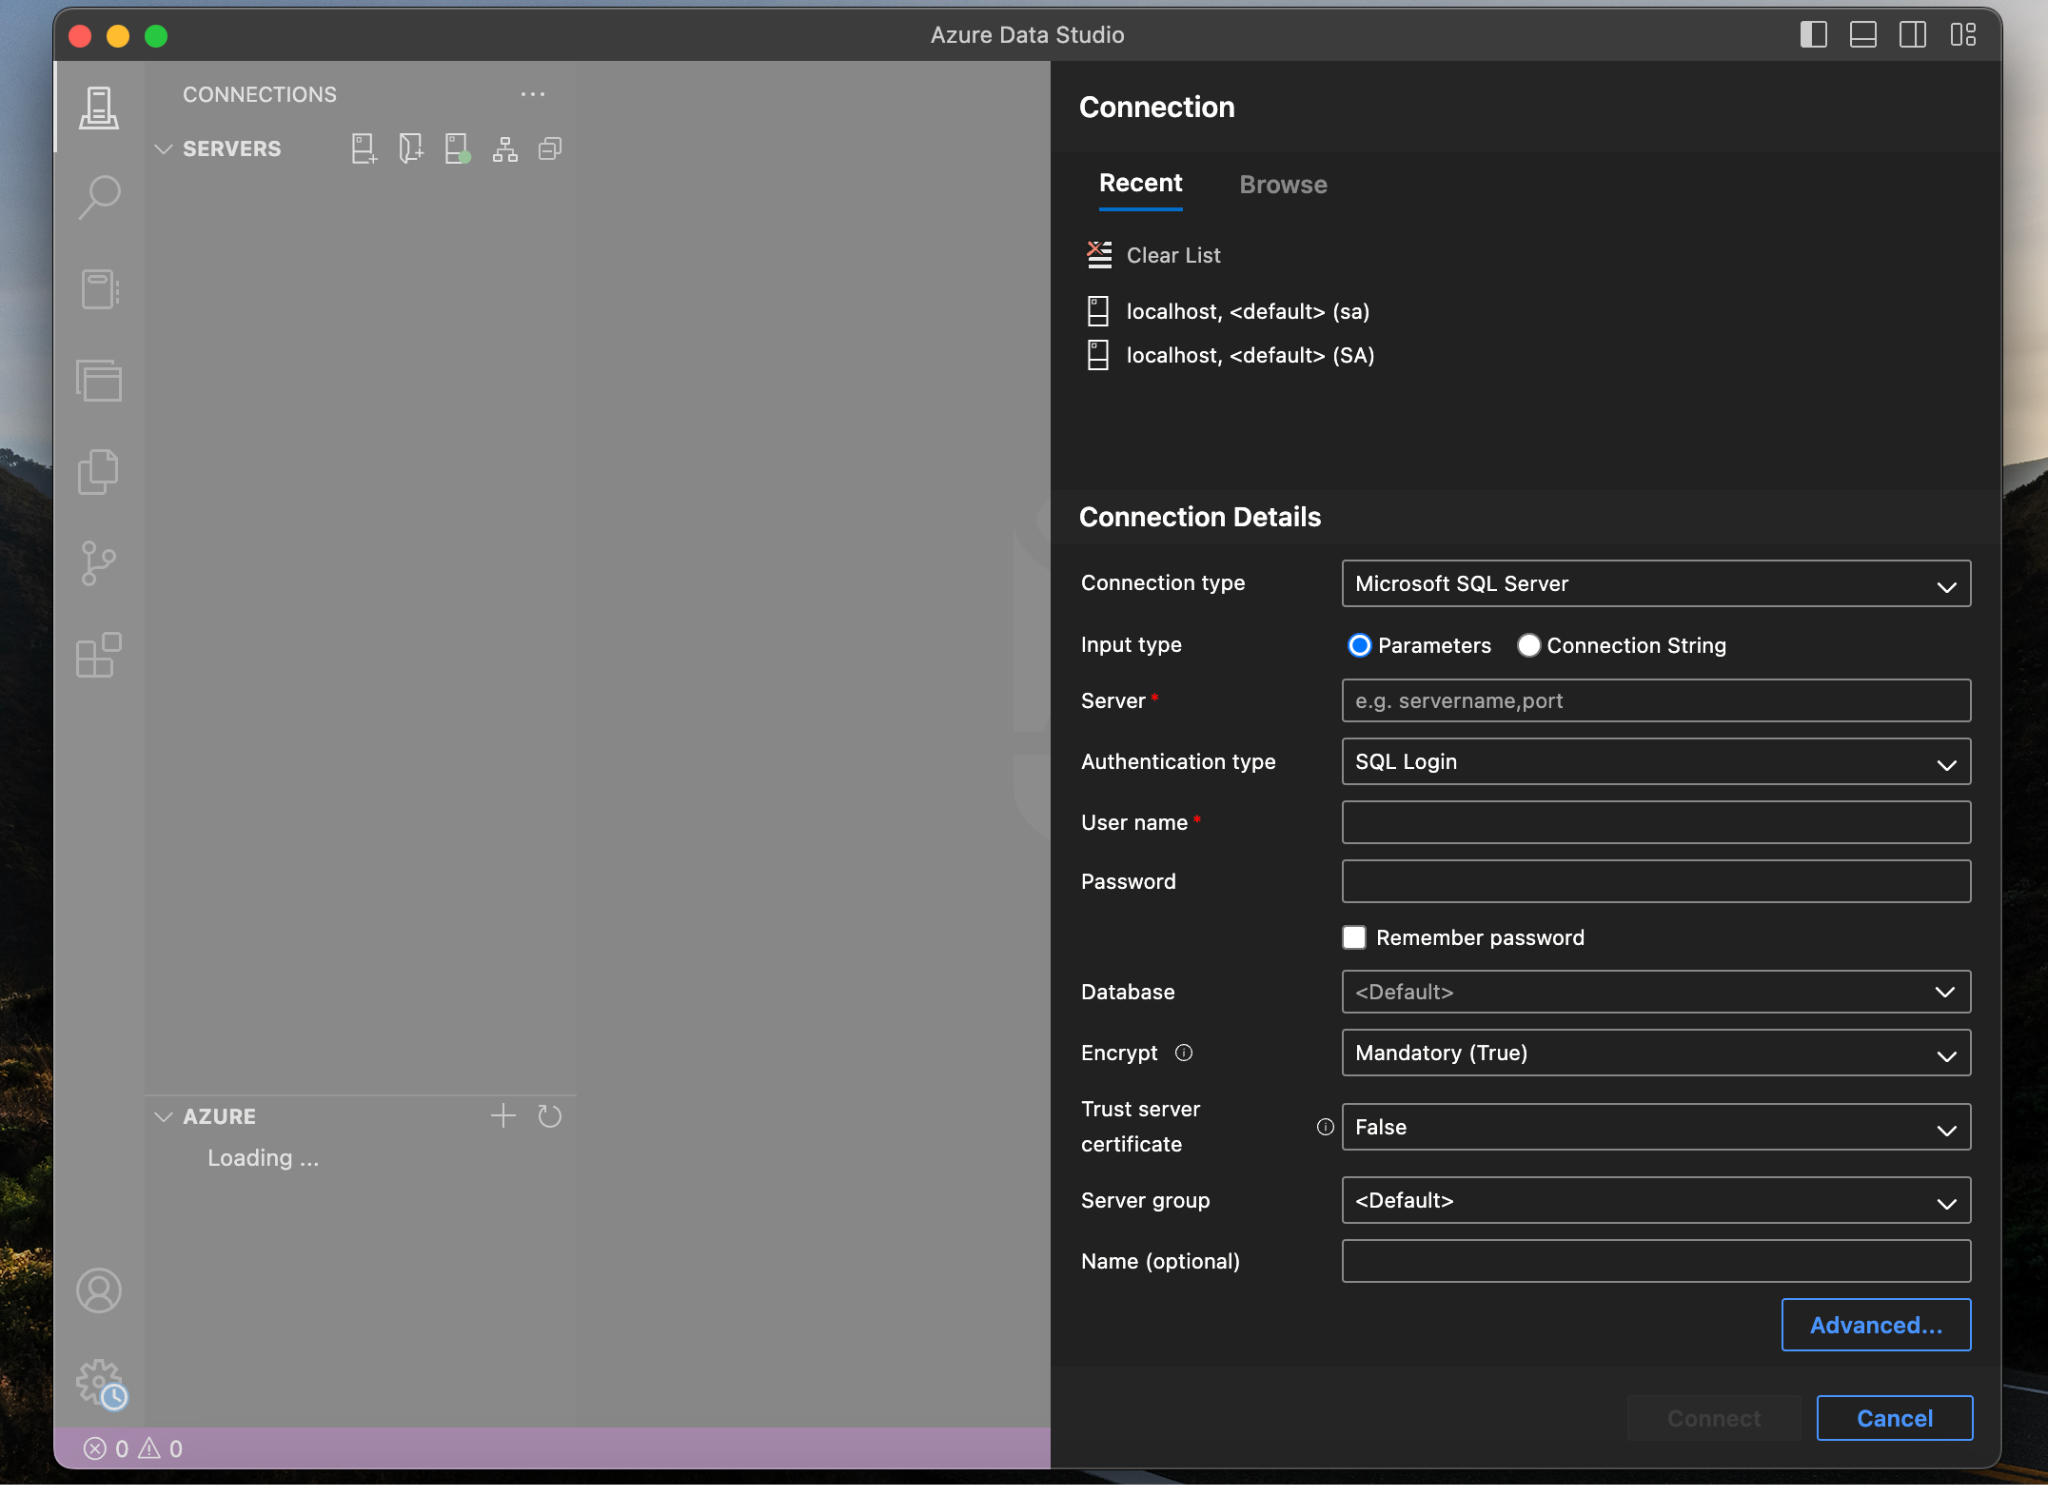 Azure Data Studio
CONNECTIONS
SERVERS
AZURE
Loading ...
0 0
Connection
Recent Browse
Clear List
localhost, <default> (sa)
localhost, <default> (SA)
Connection Details
Connection type Microsoft SQL Server
Input type Parameters Connection String
Server* e.g. servername,port
Authentication type SQL Login
User name*
Password
Remember password
Database <Default>
Encrypt Mandatory (True)
Trust server
certificate False
Server group <Default>
Name (optional)
Advanced...
Connect Cancel